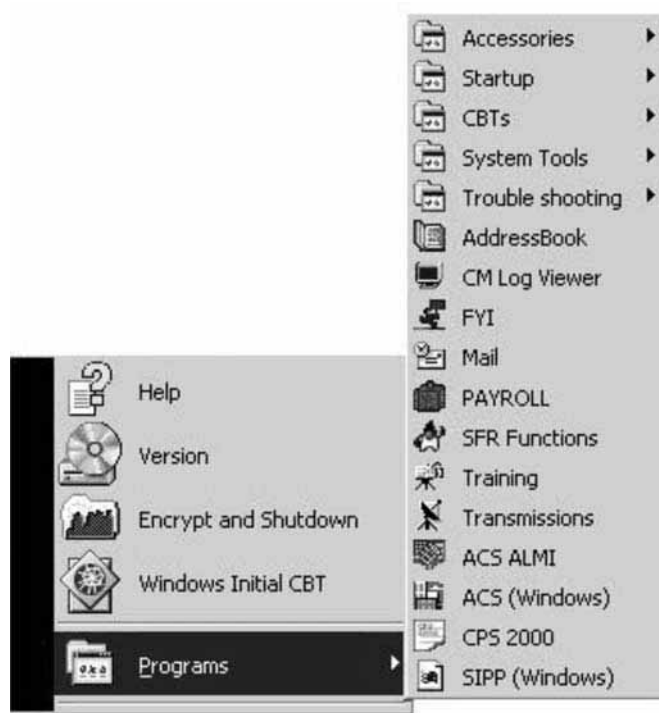 Accessories
Startup
CBTs
System Tools
Trouble shooting
AddressBook
CM Log Viewer
FYI
Mail
PAYROLL
SFR Functions
Training
Transmissions
ACS ALMI
ACS (Windows)
CPS 2000
SIPP (Windows)
Help
Version
Encrypt and Shutdown
Windows Initial CBT
Programs